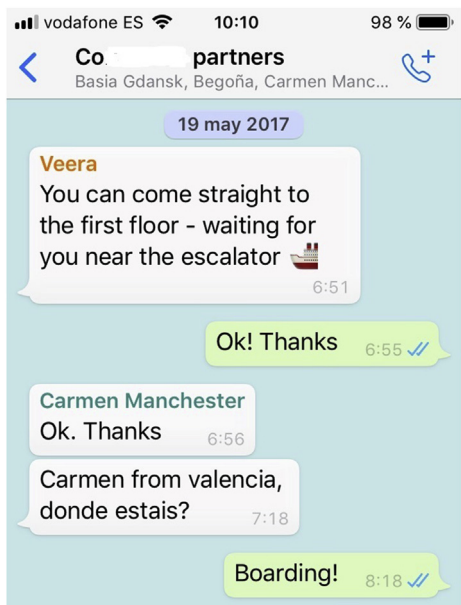 vodafone ES 10:10 98 %
Co partners
Basia Gdansk, Begoña, Carmen Manc...
19 may 2017
Veera
You can come straight to
the first floor - waiting for
you near the escalator 🚢
6:51
Ok! Thanks 6:55
Carmen Manchester
Ok. Thanks 6:56
Carmen from valencia,
donde estais? 7:18
Boarding! 8:18